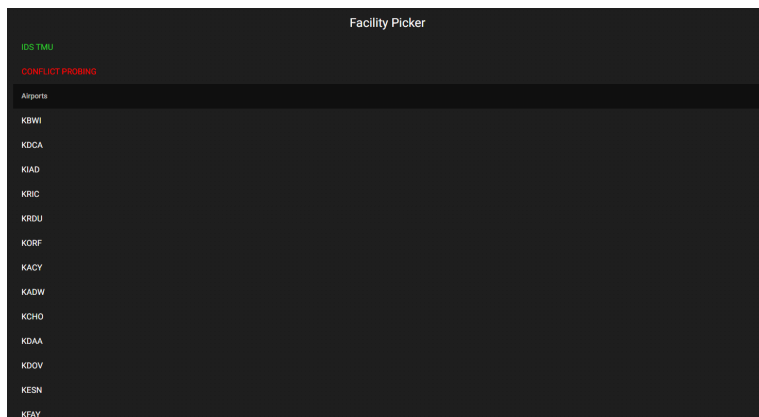 Facility Picker
IDS TMU
CONFLICT PROBING
Airports
KBWI
KDCA
KIAD
KRIC
KRDU
KORF
KACY
KADW
KCHO
KDAA
KDOV
KESN
KFAY